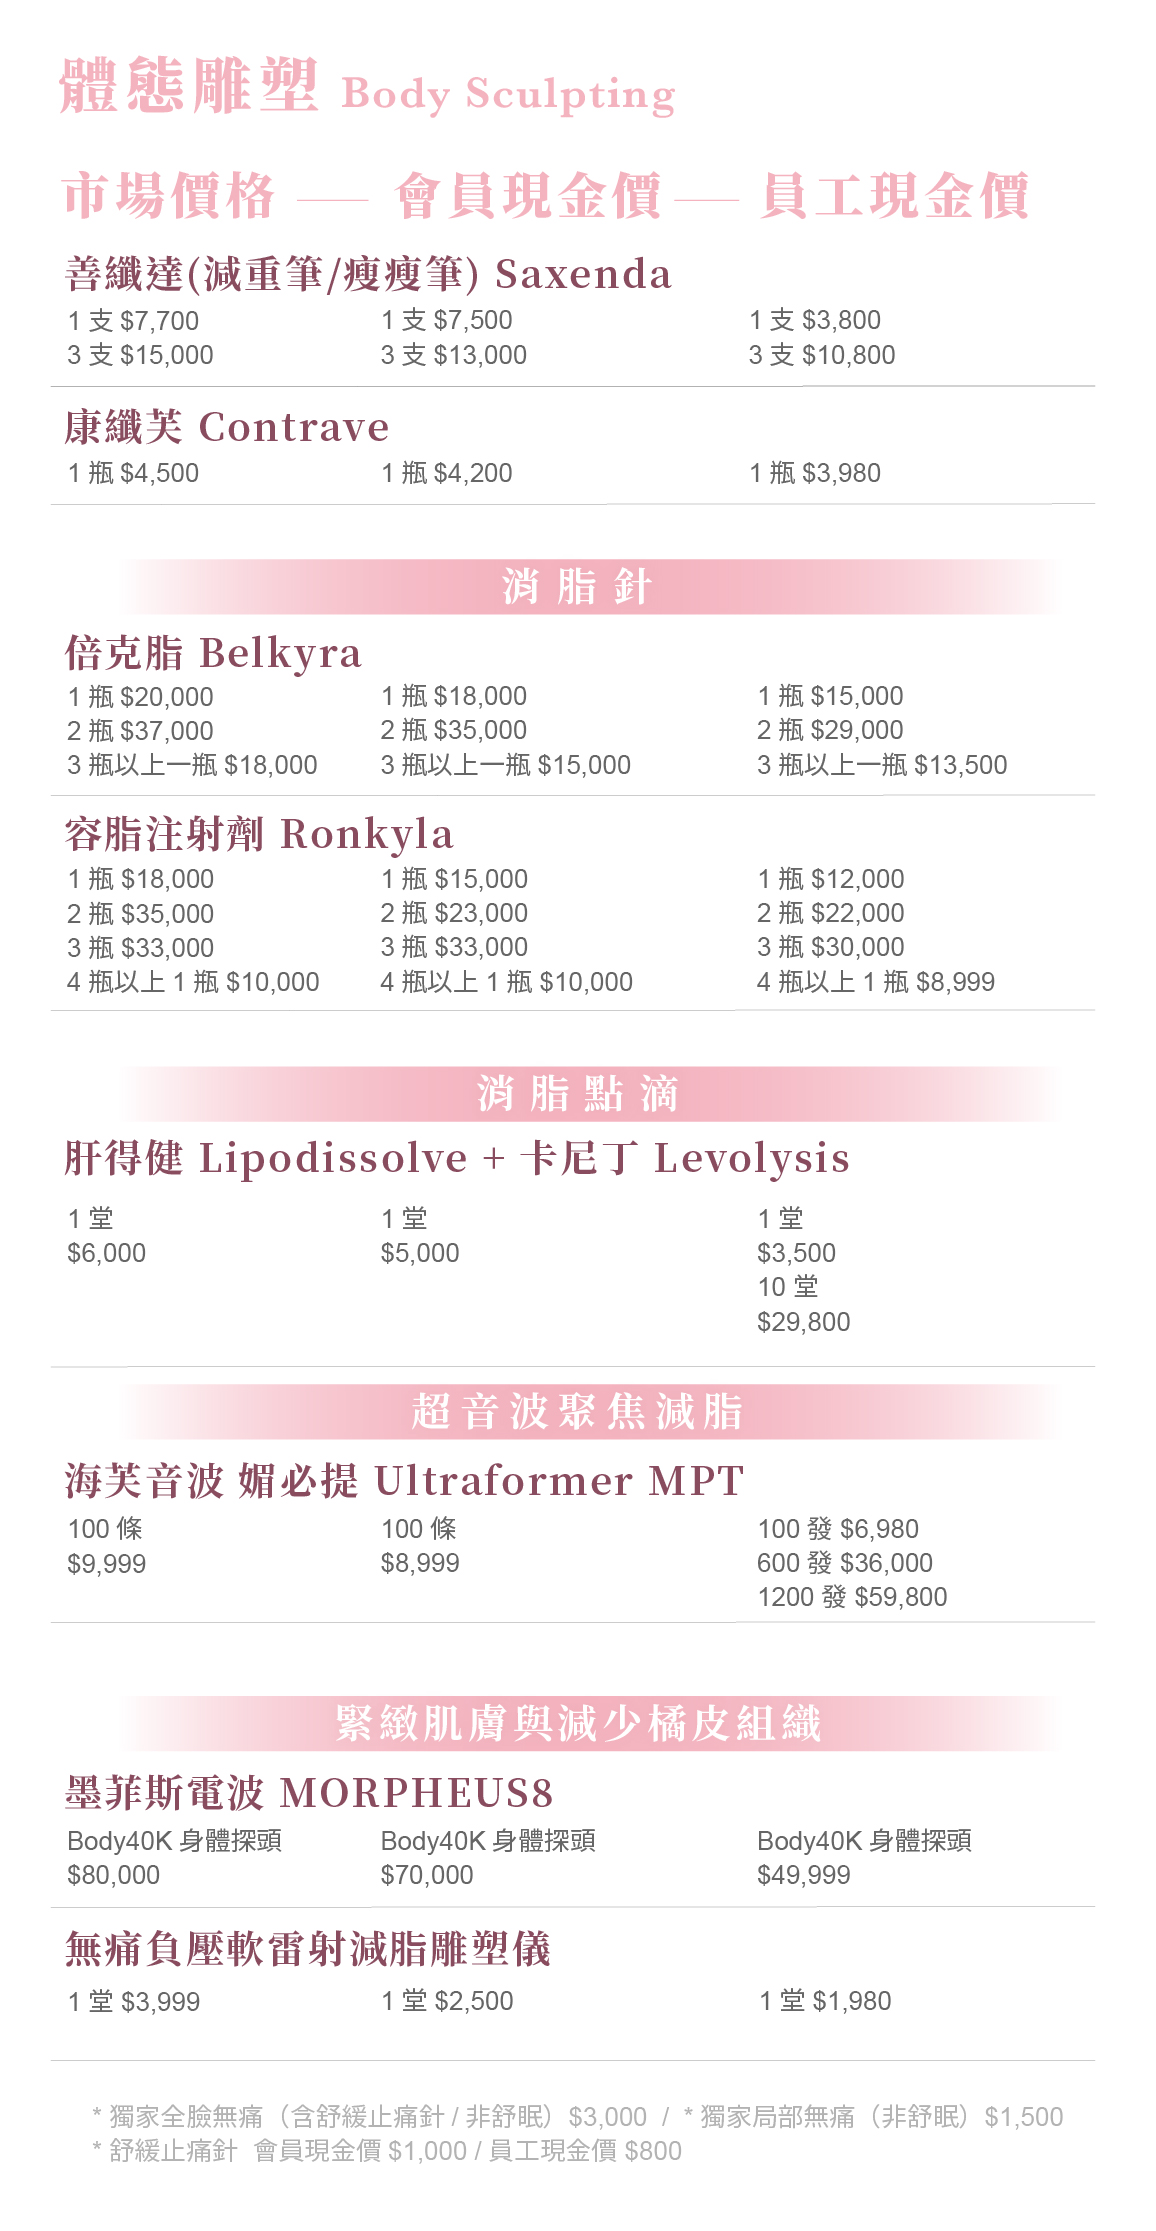 體態雕塑 Body Sculpting
市場價格 — 會員現金價 — 員工現金價
善纖達(減重筆/瘦瘦筆) Saxenda
1 支 $7,700 1 支 $7,500 1 支 $3,800
3 支 $15,000 3 支 $13,000 3 支 $10,800
康纖芙 Contrave
1 瓶 $4,500 1 瓶 $4,200 1 瓶 $3,980
消脂針
倍克脂 Belkyra
1 瓶 $20,000 1 瓶 $18,000 1 瓶 $15,000
2 瓶 $37,000 2 瓶 $35,000 2 瓶 $29,000
3 瓶以上一瓶 $18,000 3 瓶以上一瓶 $15,000 3 瓶以上一瓶 $13,500
容脂注射劑 Ronkyla
1 瓶 $18,000 1 瓶 $15,000 1 瓶 $12,000
2 瓶 $35,000 2 瓶 $23,000 2 瓶 $22,000
3 瓶 $33,000 3 瓶 $33,000 3 瓶 $30,000
4 瓶以上 1 瓶 $10,000 4 瓶以上 1 瓶 $10,000 4 瓶以上 1 瓶 $8,999
消脂點滴
肝得健 Lipodissolve + 卡尼丁 Levolysis
1 堂 1 堂 1 堂
$6,000 $5,000 $3,500
10 堂
$29,800
超音波聚焦減脂
海芙音波 媚必提 Ultraformer MPT
100 條 100 條 100 發 $6,980
$9,999 $8,999 600 發 $36,000
1200 發 $59,800
緊緻肌膚與減少橘皮組織
墨菲斯電波 MORPHEUS8
Body40K 身體探頭 Body40K 身體探頭 Body40K 身體探頭
$80,000 $70,000 $49,999
無痛負壓軟雷射減脂雕塑儀
1 堂 $3,999 1 堂 $2,500 1 堂 $1,980
* 獨家全臉無痛（含舒緩止痛針 / 非舒眠）$3,000 / * 獨家局部無痛（非舒眠）$1,500
* 舒緩止痛針 會員現金價 $1,000 / 員工現金價 $800